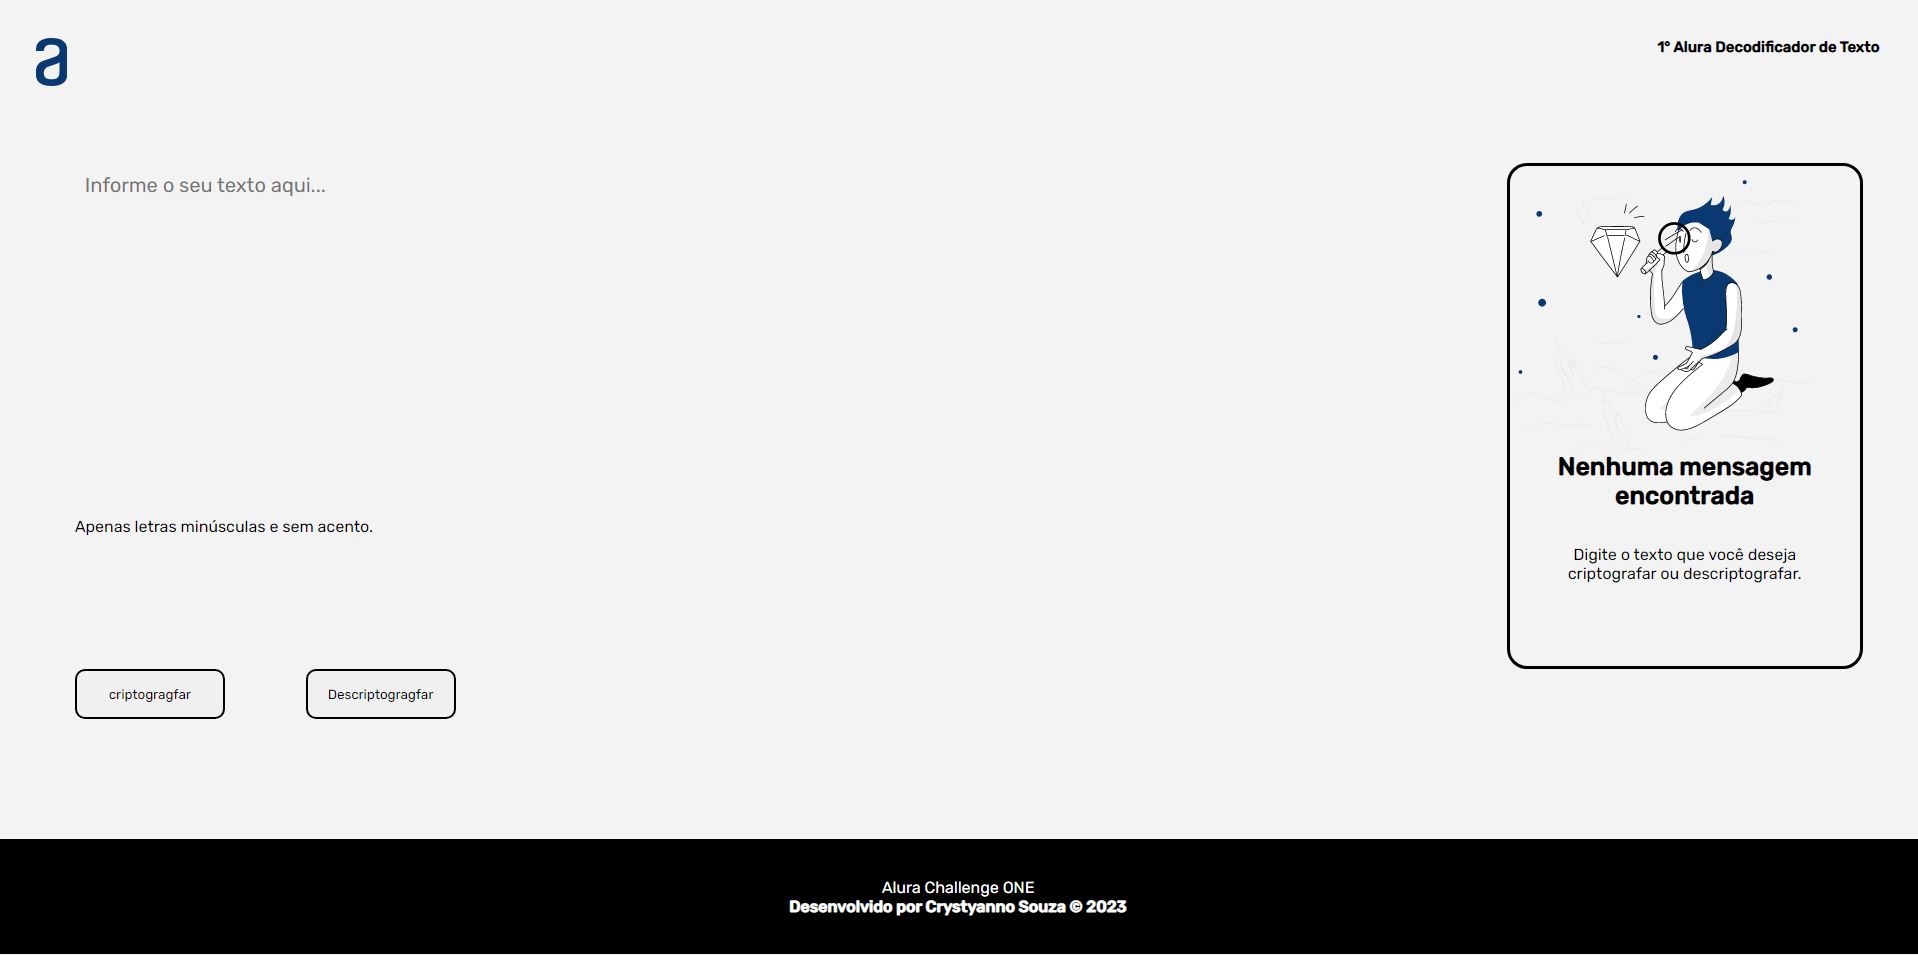 a
1° Alura Decodificador de Texto
Informe o seu texto aqui...
Apenas letras minúsculas e sem acento.
criptogragfar
Descriptogragfar
Nenhuma mensagem
encontrada
Digite o texto que você deseja
criptografar ou descriptografar.
Alura Challenge ONE
Desenvolvido por Crystyanno Souza © 2023